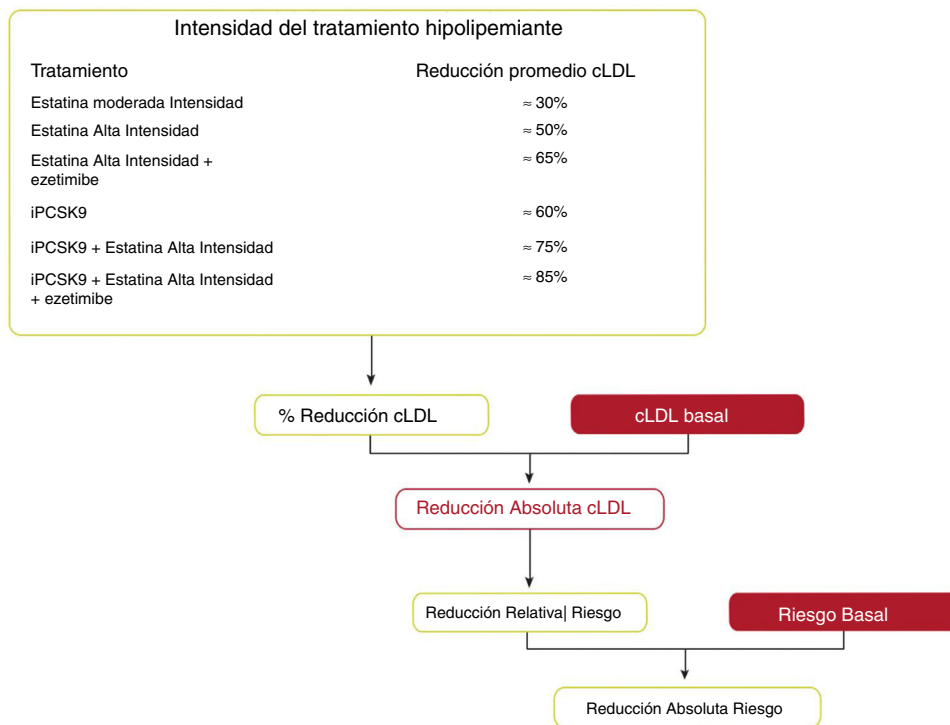 Intensidad del tratamiento hipolipemiante
Tratamiento Reducción promedio cLDL
Estatina moderada Intensidad ≈ 30%
Estatina Alta Intensidad ≈ 50%
Estatina Alta Intensidad + ≈ 65%
ezetimibe
iPCSK9 ≈ 60%
iPCSK9 + Estatina Alta Intensidad ≈ 75%
iPCSK9 + Estatina Alta Intensidad ≈ 85%
+ ezetimibe
% Reducción cLDL
cLDL basal
Reducción Absoluta cLDL
Reducción Relativa| Riesgo
Riesgo Basal
Reducción Absoluta Riesgo